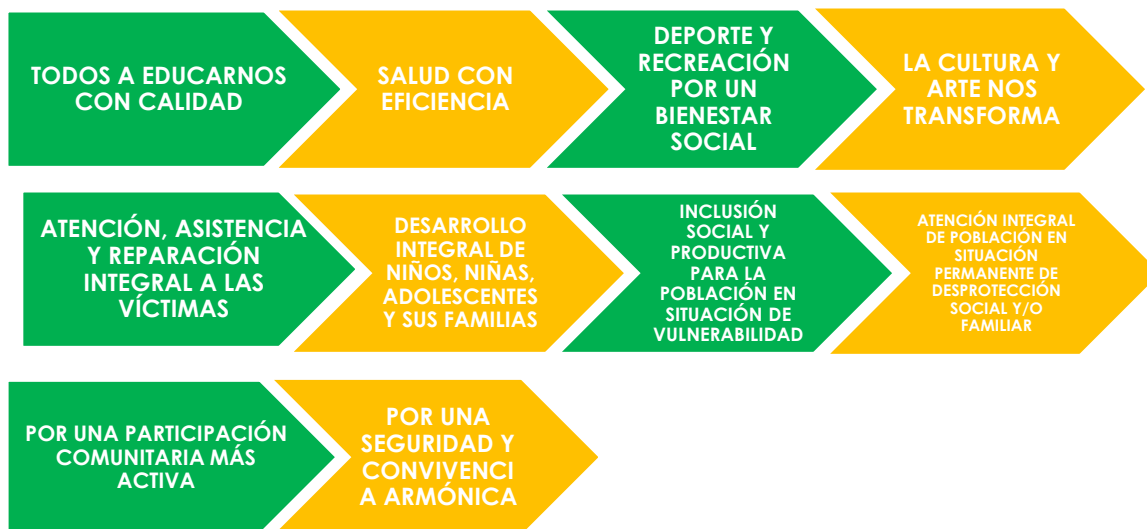 TODOS A EDUCARNOS
CON CALIDAD
SALUD CON
EFICIENCIA
DEPORTE Y
RECREACIÓN
POR UN
BIENESTAR
SOCIAL
LA CULTURA Y
ARTE NOS
TRANSFORMA
ATENCIÓN, ASISTENCIA
Y REPARACIÓN
INTEGRAL A LAS
VÍCTIMAS
DESARROLLO
INTEGRAL DE
NIÑOS, NIÑAS,
ADOLESCENTES
Y SUS FAMILIAS
INCLUSIÓN
SOCIAL Y
PRODUCTIVA
PARA LA
POBLACIÓN EN
SITUACIÓN DE
VULNERABILIDAD
ATENCIÓN INTEGRAL
DE POBLACIÓN EN
SITUACIÓN
PERMANENTE DE
DESPROTECCIÓN
SOCIAL Y/O
FAMILIAR
POR UNA PARTICIPACIÓN
COMUNITARIA MÁS
ACTIVA
POR UNA
SEGURIDAD Y
CONVIVENCI
A ARMÓNICA